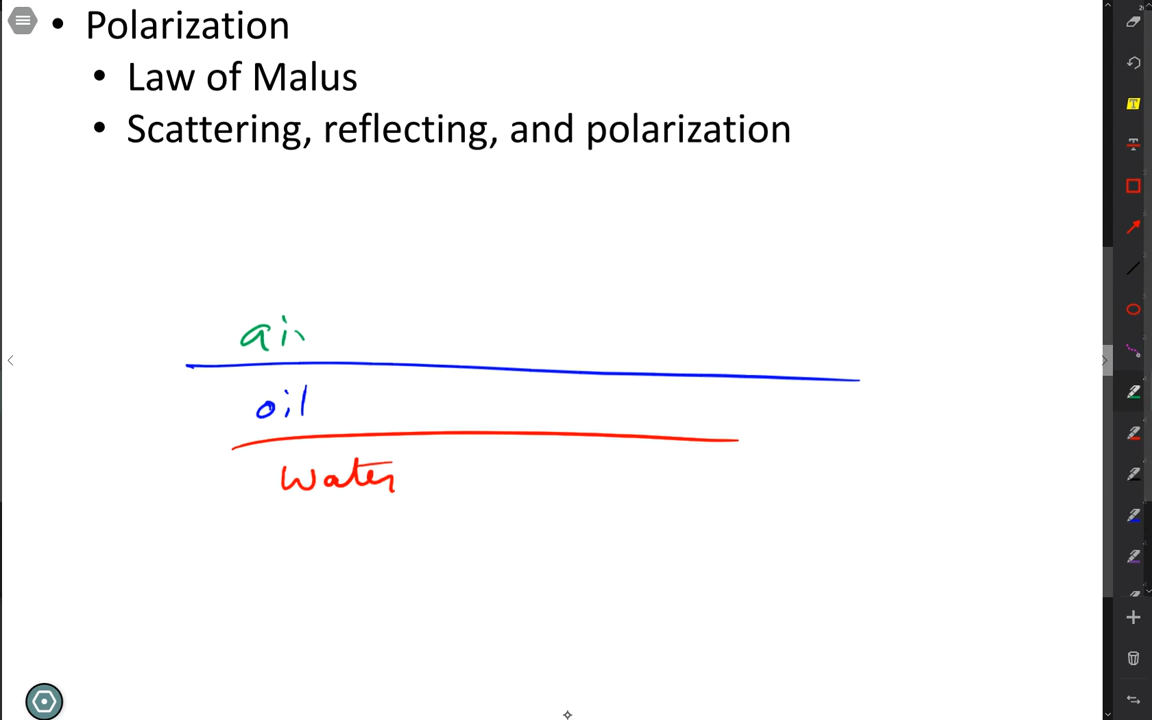 • Polarization
• Law of Malus
• Scattering, reflecting, and polarization
air
oil
water